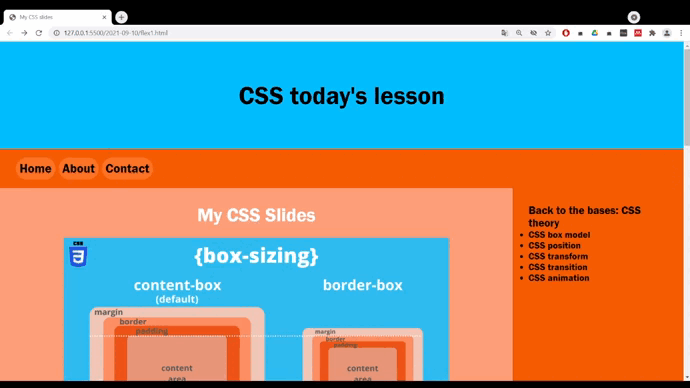 My CSS slides
127.0.0.1:5500/2021-09-10/flex1.html
CSS today's lesson
Home About Contact
My CSS Slides
CSS
3
{box-sizing}
content-box
(default)
border-box
margin
border
padding
content
area
margin
border
padding
content
area
Back to the bases: CSS
theory
CSS box model
CSS position
CSS transform
CSS transition
CSS animation